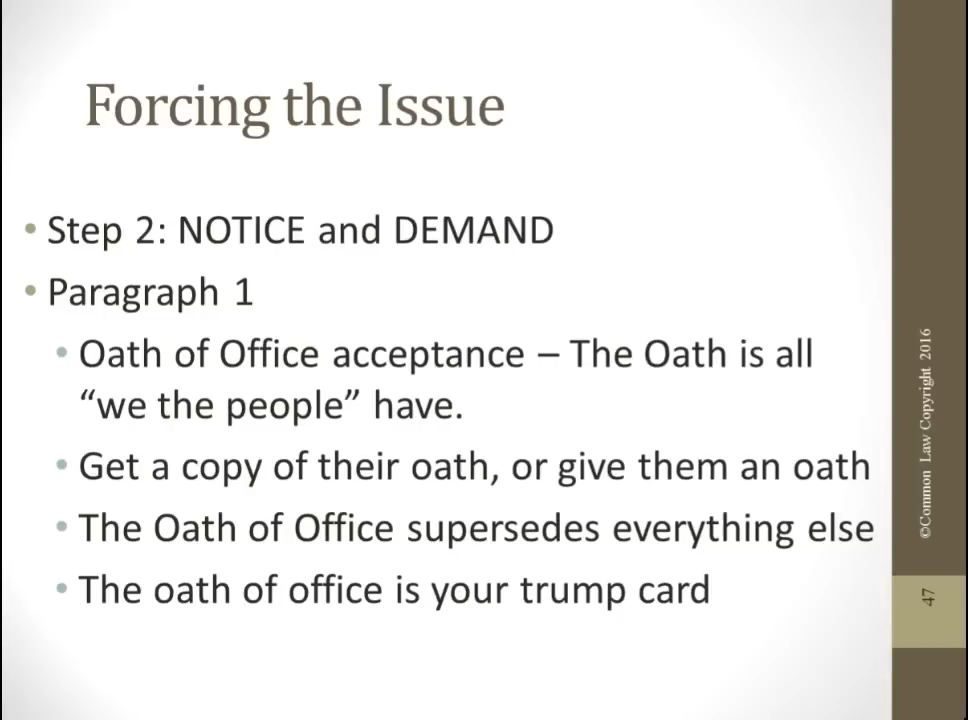 Forcing the Issue
• Step 2: NOTICE and DEMAND
• Paragraph 1
• Oath of Office acceptance – The Oath is all
“we the people” have.
• Get a copy of their oath, or give them an oath
• The Oath of Office supersedes everything else
• The oath of office is your trump card
©Common Law Copyright 2016
47